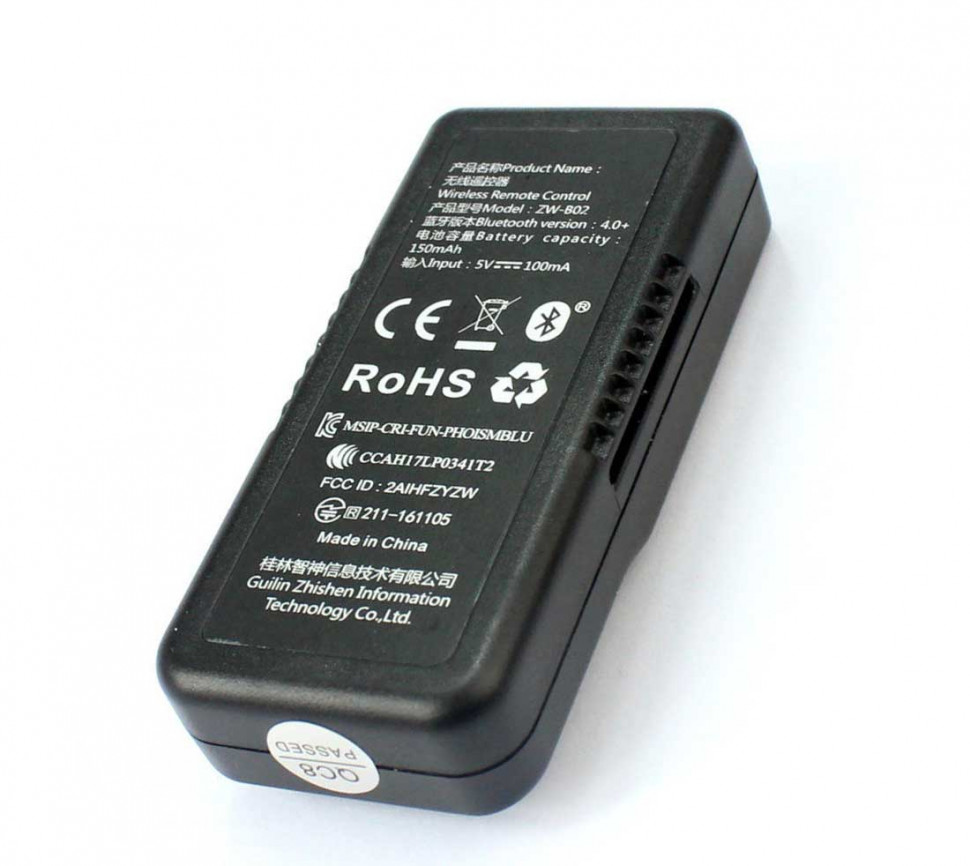 产品名称Product Name：
无线遥控器
Wireless Remote Control
产品型号Model：ZW-B02
蓝牙版本Bluetooth version：4.0+
电池容量Battery capacity：
150mAh
输入Input：5V⎓100mA
CE ®
RoHS
KC MSIP-CRI-FUN-PHOISMBLU
CCAH17LP0341T2
FCC ID：2AIHFZYZW
R 211-161105
Made in China
桂林智神信息技术有限公司
Guilin Zhishen Information
Technology Co.,Ltd.
QC8
PASSED